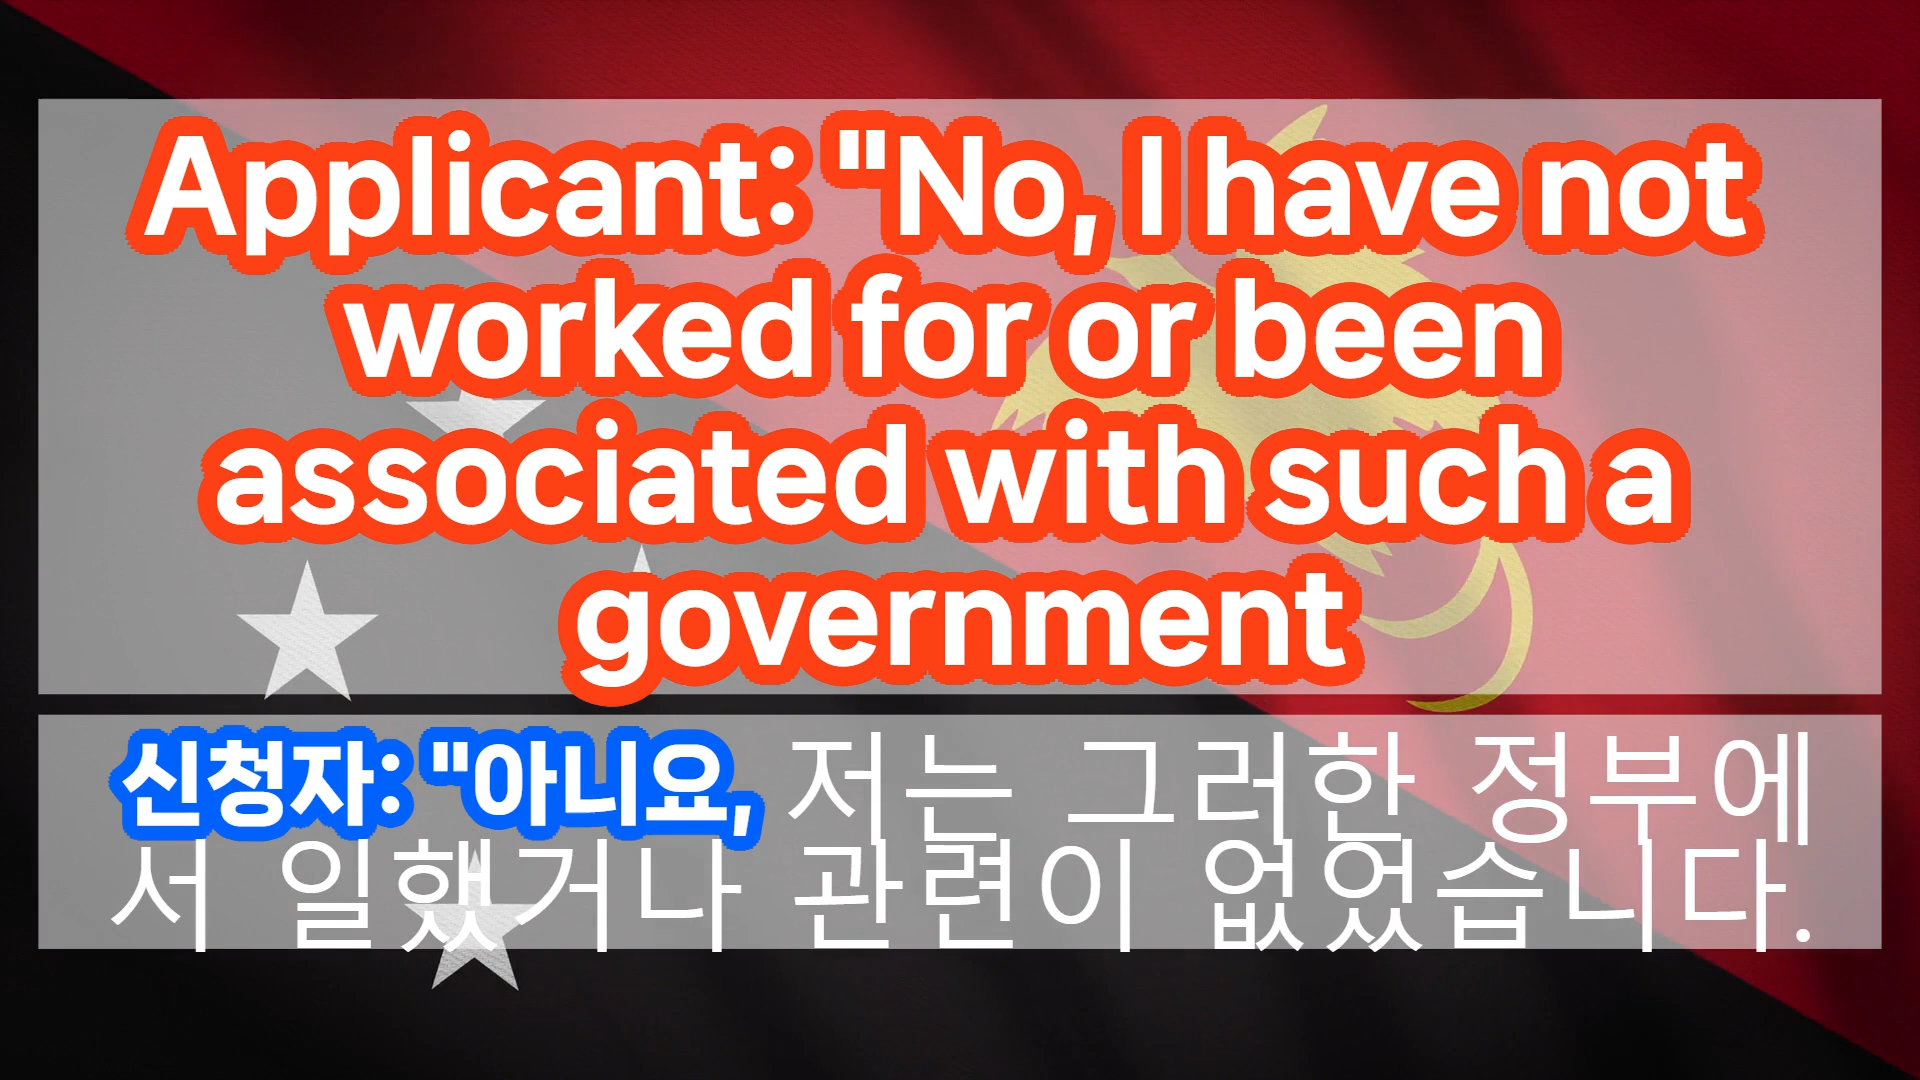 Applicant: "No, I have not
worked for or been
associated with such a
government
신청자: "아니요, 저는 그러한 정부에
서 일했거나 관련이 없었습니다.